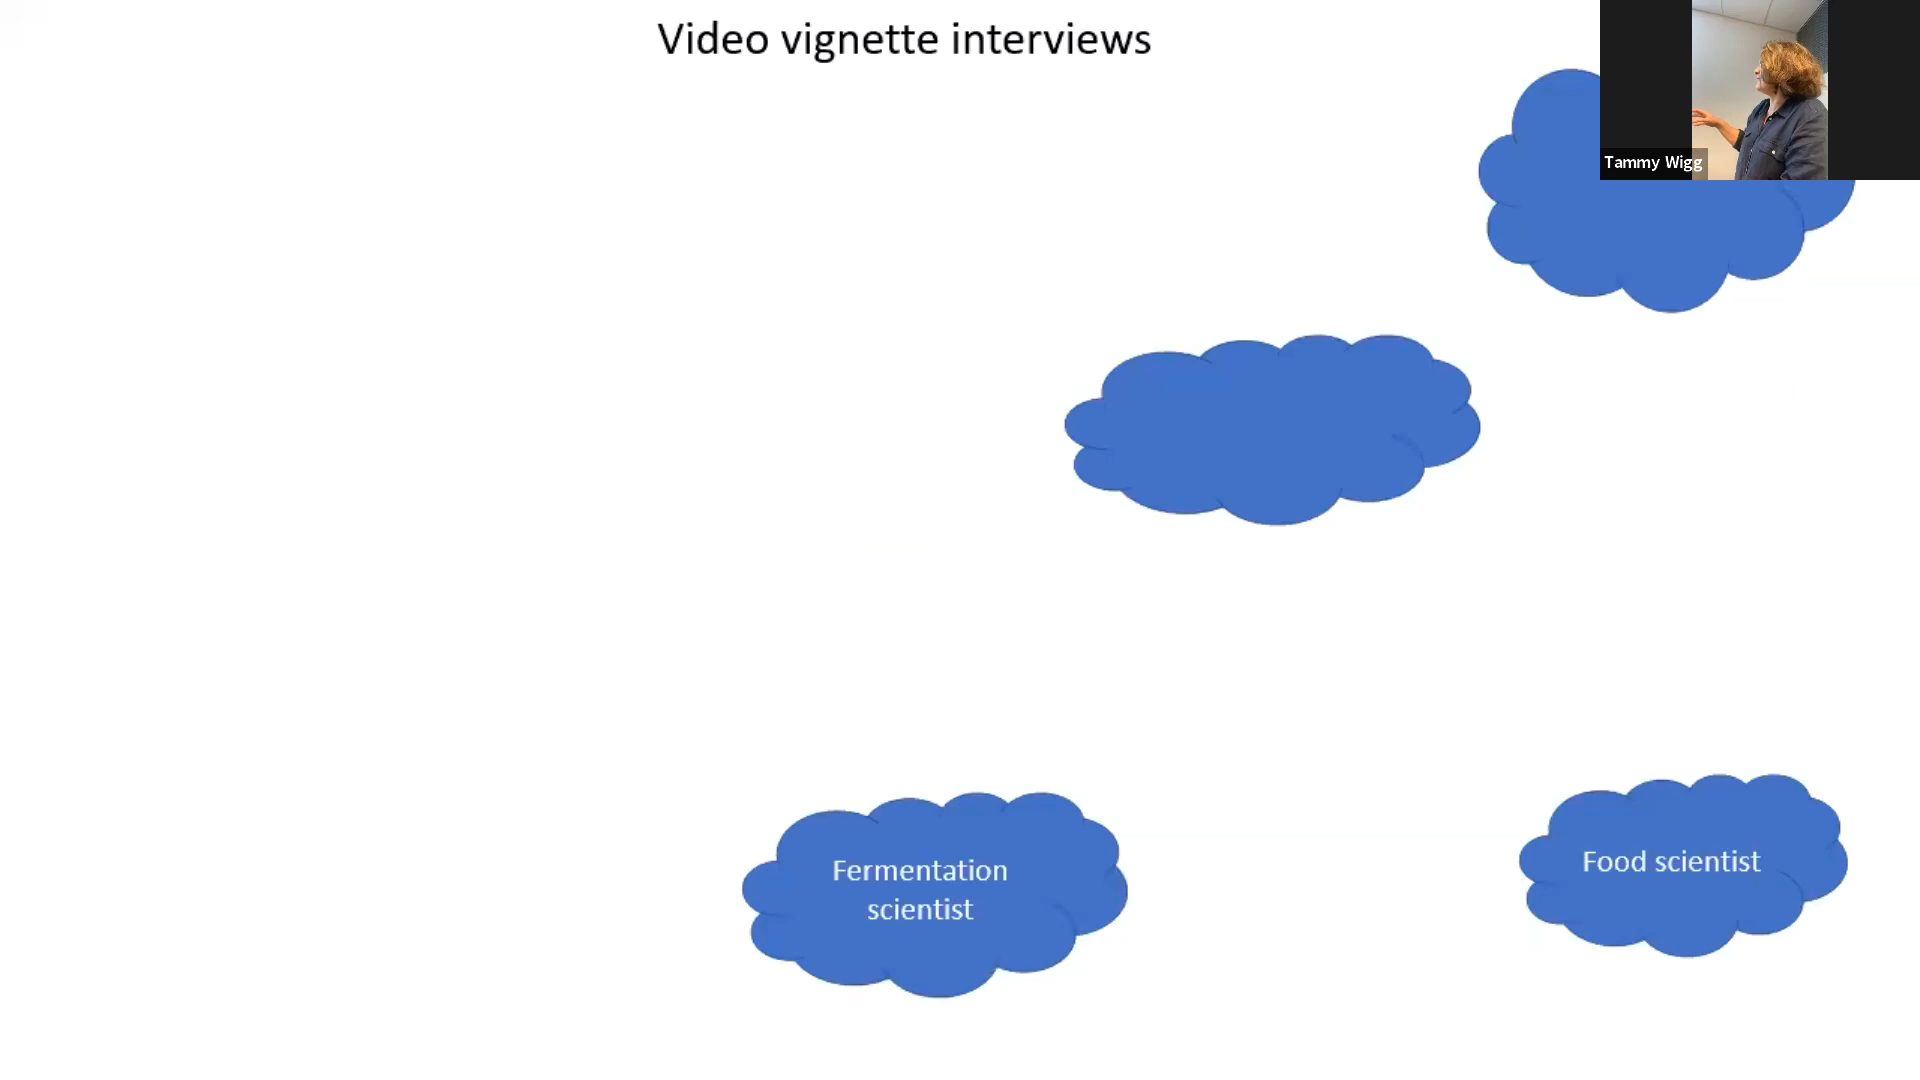 Video vignette interviews
Tammy Wigg
Fermentation
scientist
Food scientist